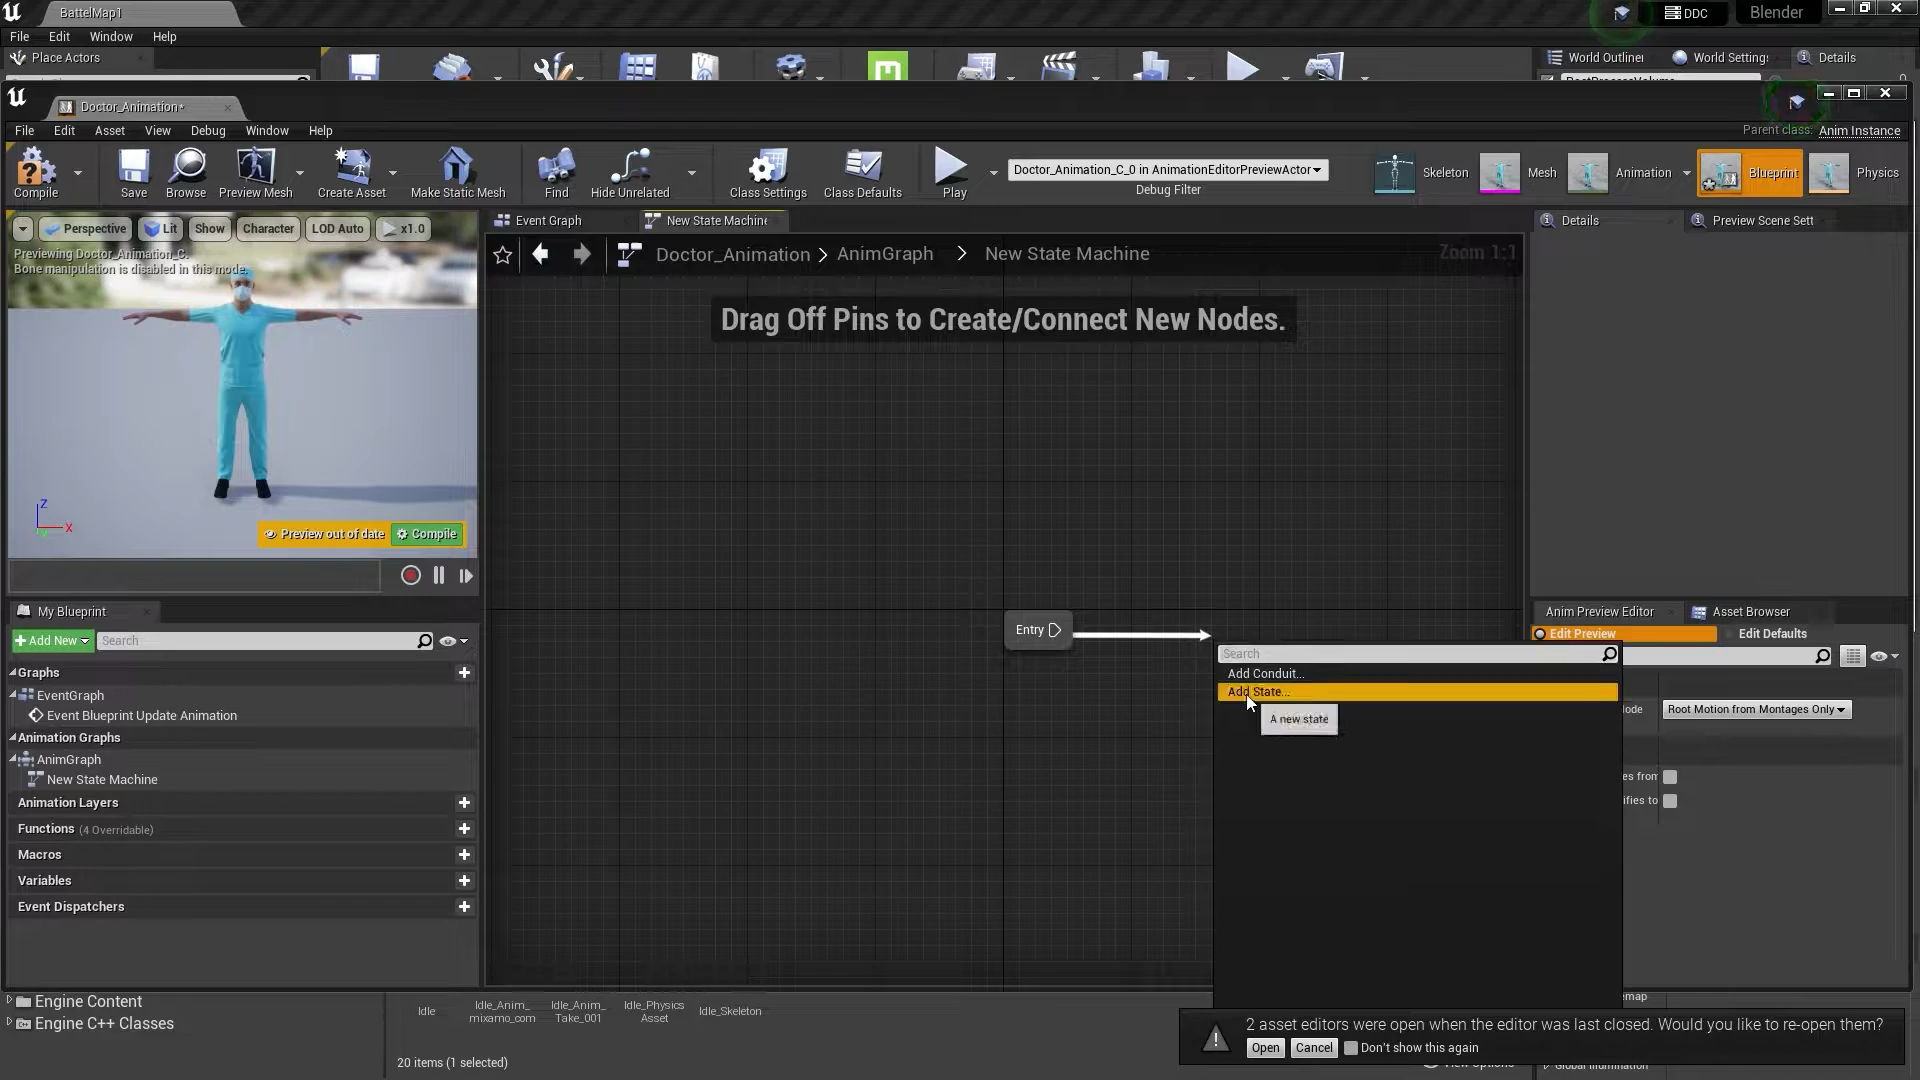 BattelMap1
DDC
Blender
File Edit Window Help
Place Actors
World Outliner
World Settings
Details
Doctor_Animation*
File Edit Asset View Debug Window Help
Parent class: Anim Instance
Compile
Save
Browse
Preview Mesh
Create Asset
Make Static Mesh
Find
Hide Unrelated
Class Settings
Class Defaults
Play
Doctor_Animation_C_0 in AnimationEditorPreviewActor
Debug Filter
Skeleton
Mesh
Animation
Blueprint
Physics
Perspective
Lit
Show
Character
LOD Auto
x1.0
Previewing Doctor_Animation_C.
Bone manipulation is disabled in this mode.
Z
X
Preview out of date
Compile
Event Graph
New State Machine
Doctor_Animation > AnimGraph > New State Machine
Zoom 1:1
Drag Off Pins to Create/Connect New Nodes.
Entry
Search
Add Conduit...
Add State...
A new state
Details
Preview Scene Sett
Anim Preview Editor
Asset Browser
Edit Preview
Edit Defaults
ode
Root Motion from Montages Only
es from
ifies to
My Blueprint
Add New
Search
Graphs
EventGraph
Event Blueprint Update Animation
Animation Graphs
AnimGraph
New State Machine
Animation Layers
Functions (4 Overridable)
Macros
Variables
Event Dispatchers
Engine Content
Engine C++ Classes
Idle
Idle_Anim_
mixamo_com
Idle_Anim_
Take_001
Idle_Physics
Asset
Idle_Skeleton
20 items (1 selected)
emap
2 asset editors were open when the editor was last closed. Would you like to re-open them?
Open
Cancel
Don't show this again